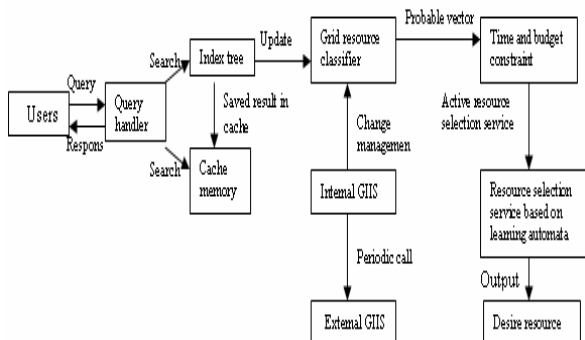 Users
Query
Respons
Query
handler
Search
Search
Index tree
Saved result in
cache
Cache
memory
Update
Grid resource
classifier
Change
managemen
Internal GIIS
Periodic call
External GIIS
Probable vector
Time and budget
constraint
Active resource
selection service
Resource selection
service based on
learning automata
Output
Desire resource